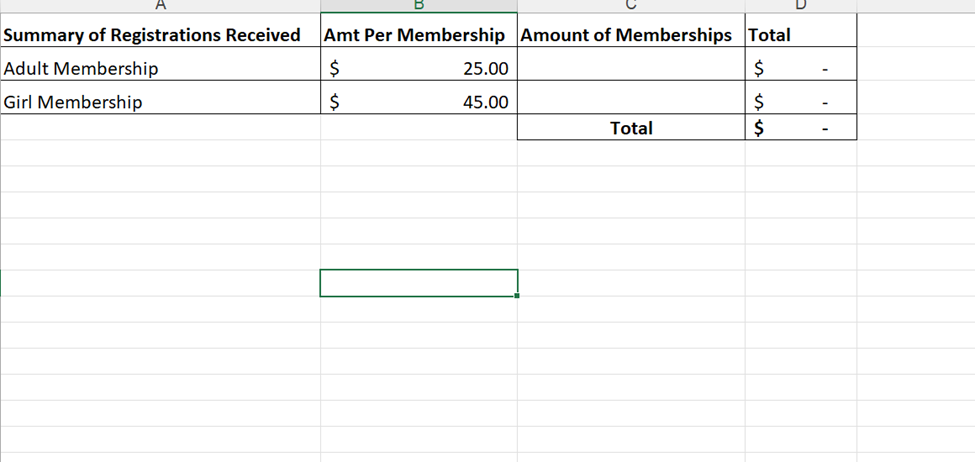 A B C D
Summary of Registrations Received Amt Per Membership Amount of Memberships Total
Adult Membership $ 25.00 $ -
Girl Membership $ 45.00 $ -
Total $ -